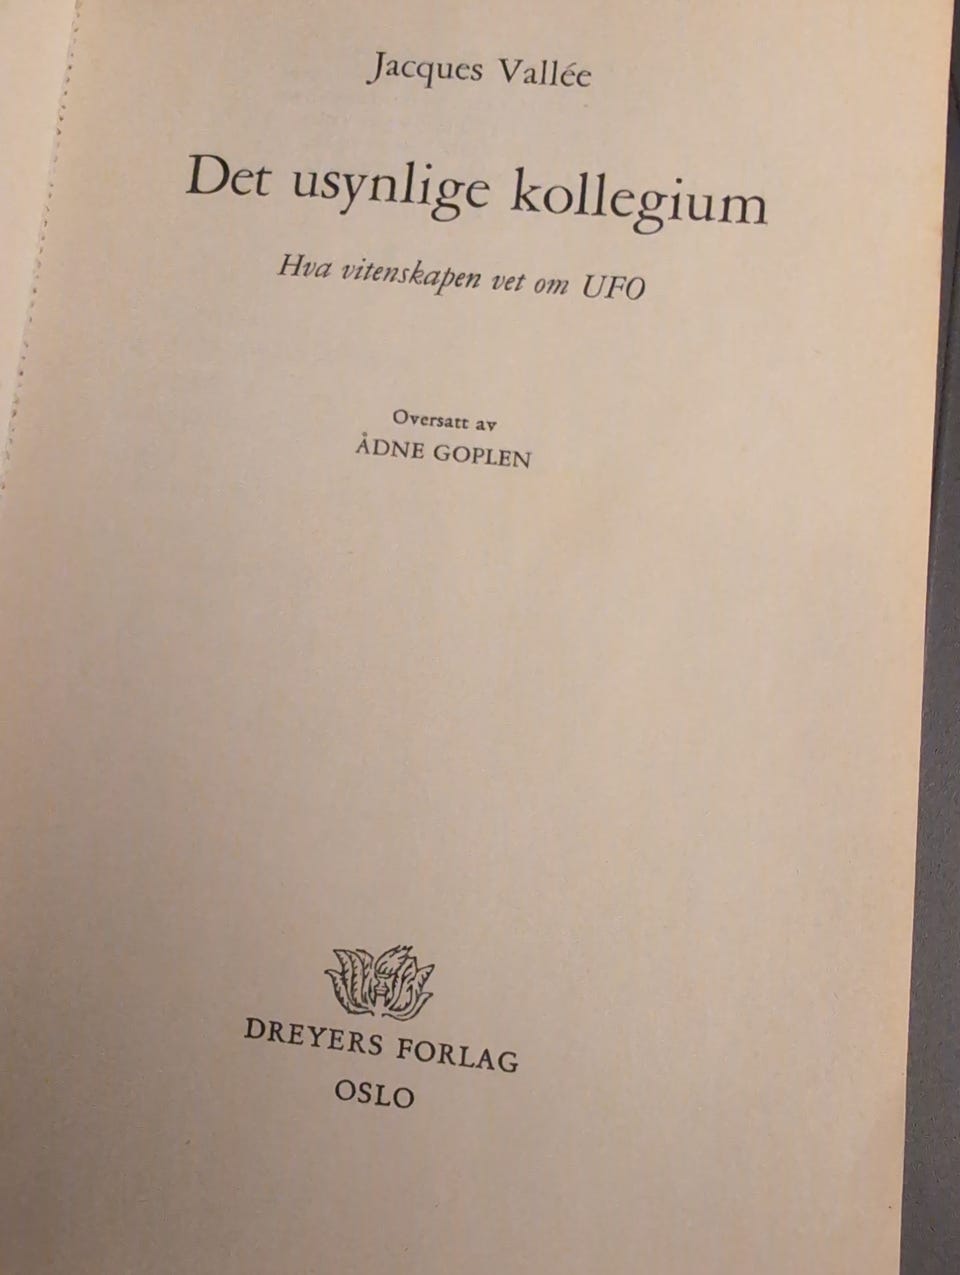 Jacques Vallée
Det usynlige kollegium
Hva vitenskapen vet om UFO
Oversatt av
ÅDNE GOPLEN
DREYERS FORLAG
OSLO